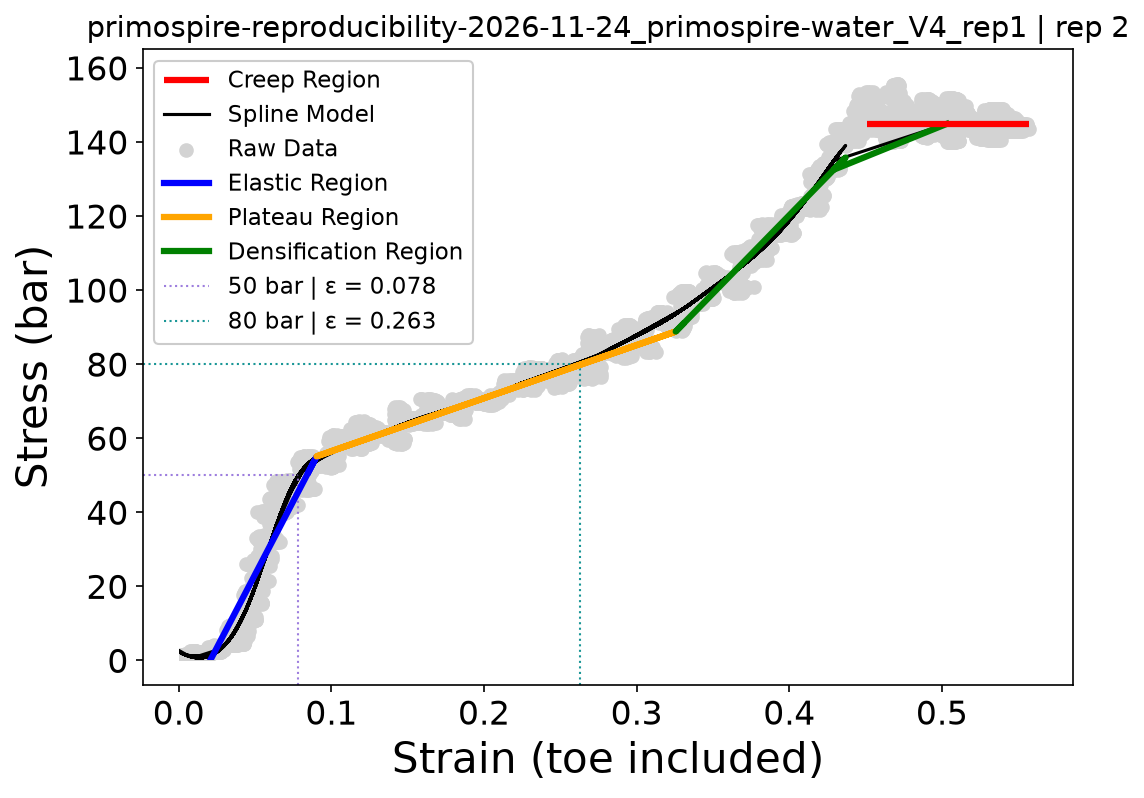 primospire-reproducibility-2026-11-24_primospire-water_V4_rep1 | rep 2
160
140
120
100
80
60
40
20
0
Stress (bar)
Creep Region
Spline Model
Raw Data
Elastic Region
Plateau Region
Densification Region
50 bar | ε = 0.078
80 bar | ε = 0.263
0.0 0.1 0.2 0.3 0.4 0.5
Strain (toe included)